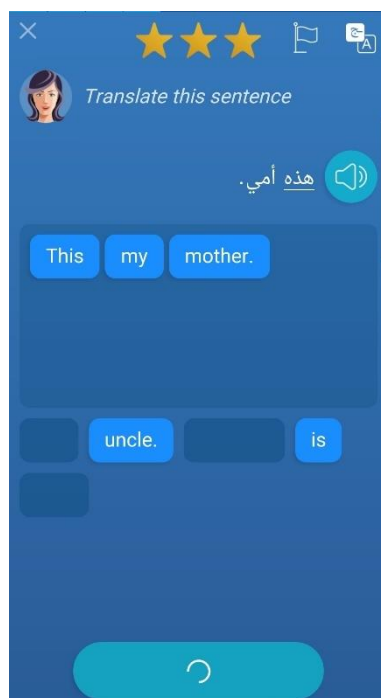 Translate this sentence
هذه أمي.
This my mother.
uncle. is